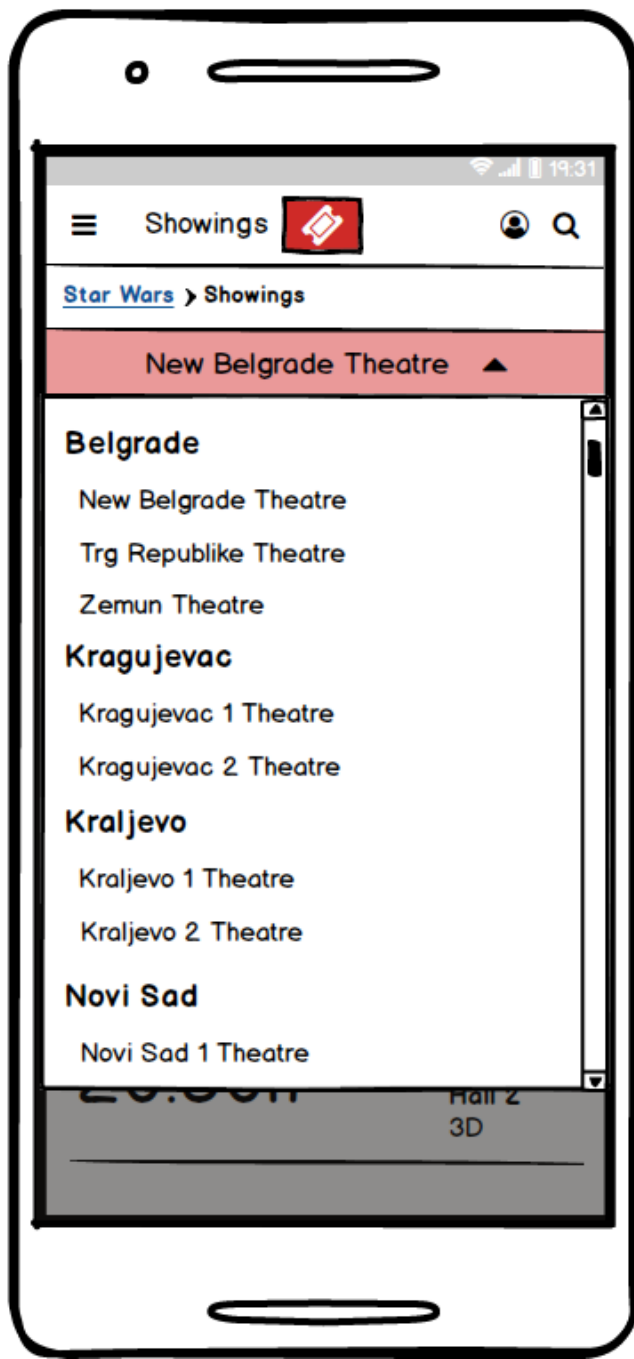 19:31
Showings
Star Wars > Showings
New Belgrade Theatre
Belgrade
New Belgrade Theatre
Trg Republike Theatre
Zemun Theatre
Kragujevac
Kragujevac 1 Theatre
Kragujevac 2 Theatre
Kraljevo
Kraljevo 1 Theatre
Kraljevo 2 Theatre
Novi Sad
Novi Sad 1 Theatre
Hall 2
3D